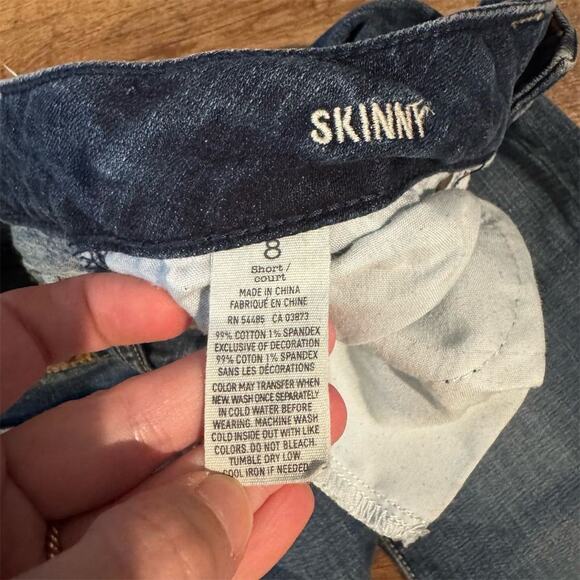 SKINNY
8
Short/
court
MADE IN CHINA
FABRIQUÉ EN CHINE
RN 54485 CA 03873
99% COTTON 1% SPANDEX
EXCLUSIVE OF DECORATION
99% COTON 1% SPANDEX
SANS LES DÉCORATIONS
COLOR MAY TRANSFER WHEN
NEW. WASH ONCE SEPARATELY
IN COLD WATER BEFORE
WEARING. MACHINE WASH
COLD INSIDE OUT WITH LIKE
COLORS. DO NOT BLEACH.
TUMBLE DRY LOW.
COOL IRON IF NEEDED.